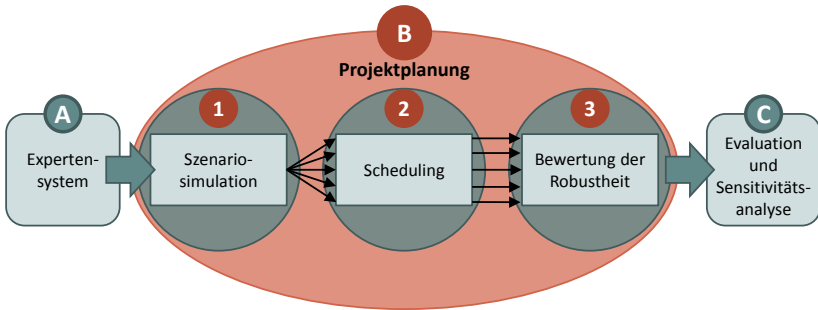 B
Projektplanung
A
Experten-
system
1
Szenario-
simulation
2
Scheduling
3
Bewertung der
Robustheit
C
Evaluation
und
Sensitivitäts-
analyse